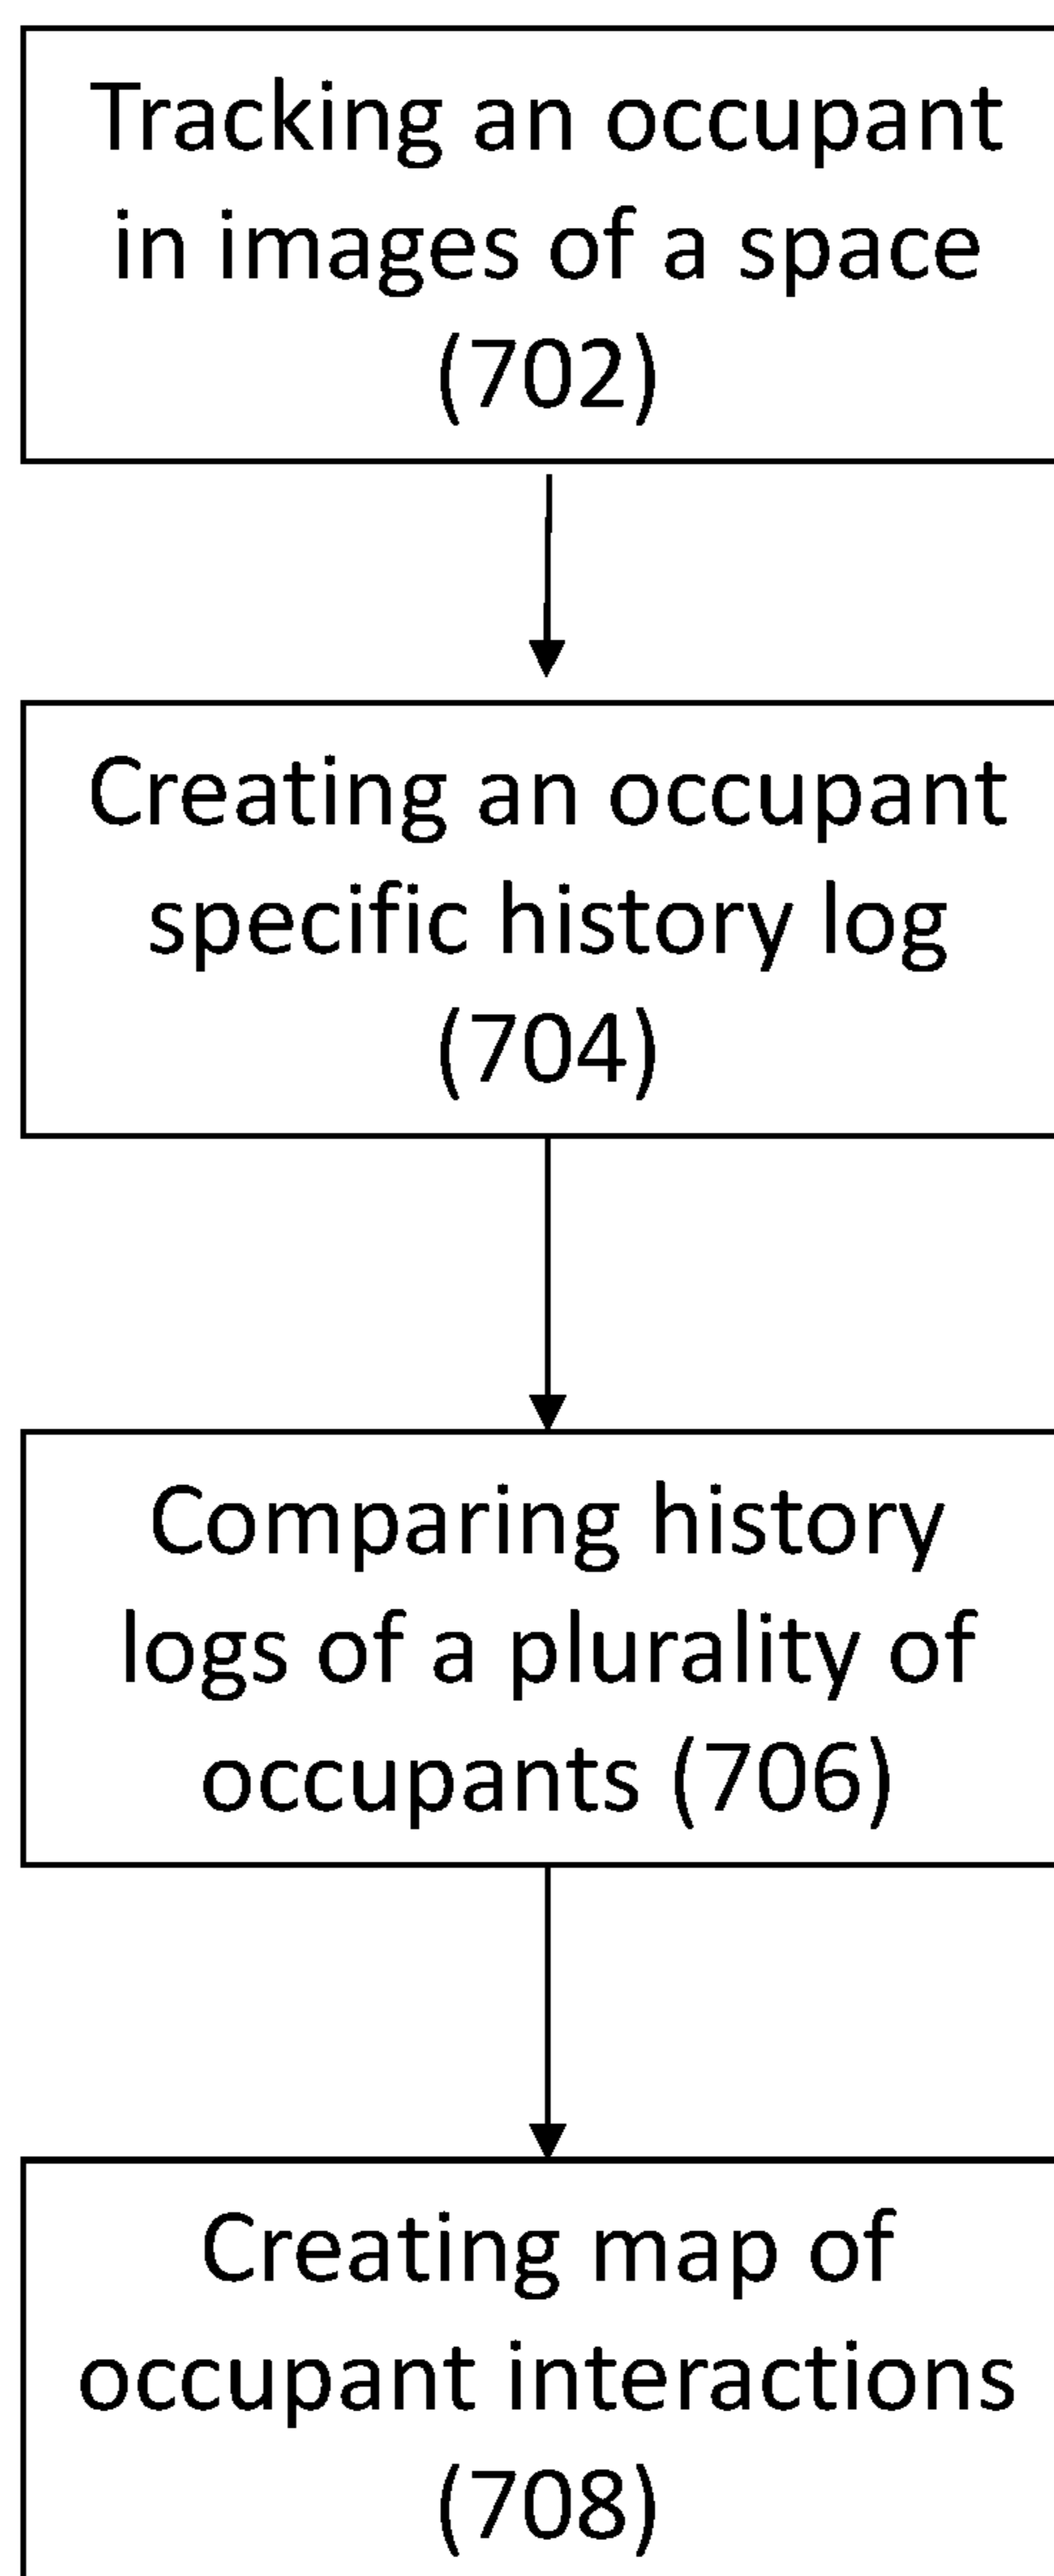 Tracking an occupant
in images of a space
(702)
Creating an occupant
specific history log
(704)
Comparing history
logs of a plurality of
occupants (706)
Creating map of
occupant interactions
(708)